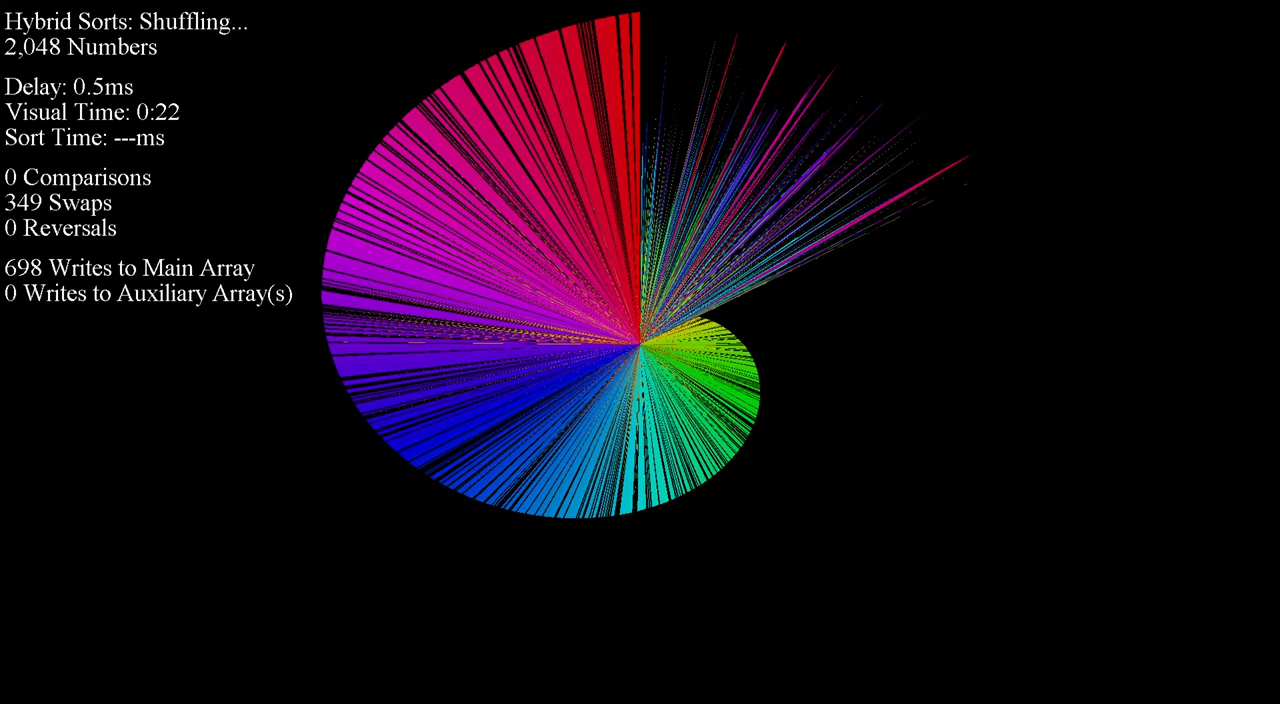 Hybrid Sorts: Shuffling...
2,048 Numbers
Delay: 0.5ms
Visual Time: 0:22
Sort Time: ---ms
0 Comparisons
349 Swaps
0 Reversals
698 Writes to Main Array
0 Writes to Auxiliary Array(s)